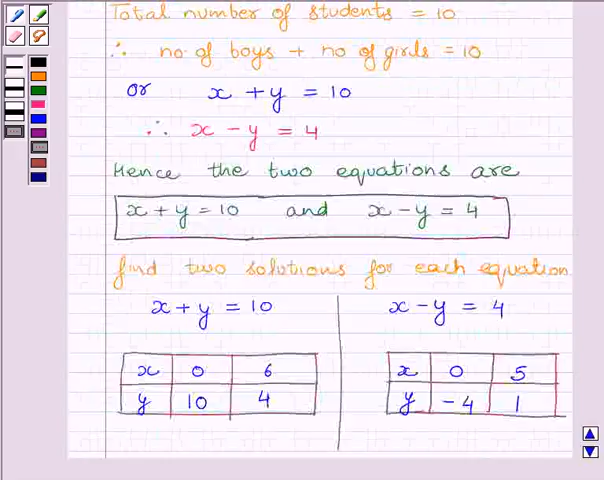 Total number of students = 10
∴ no. of boys + no of girls = 10
or x + y = 10
∴ x - y = 4
Hence the two equations are
x + y = 10 and x - y = 4
find two solutions for each equation
x + y = 10 x - y = 4
x 0 6 x 0 5
y 10 4 y -4 1